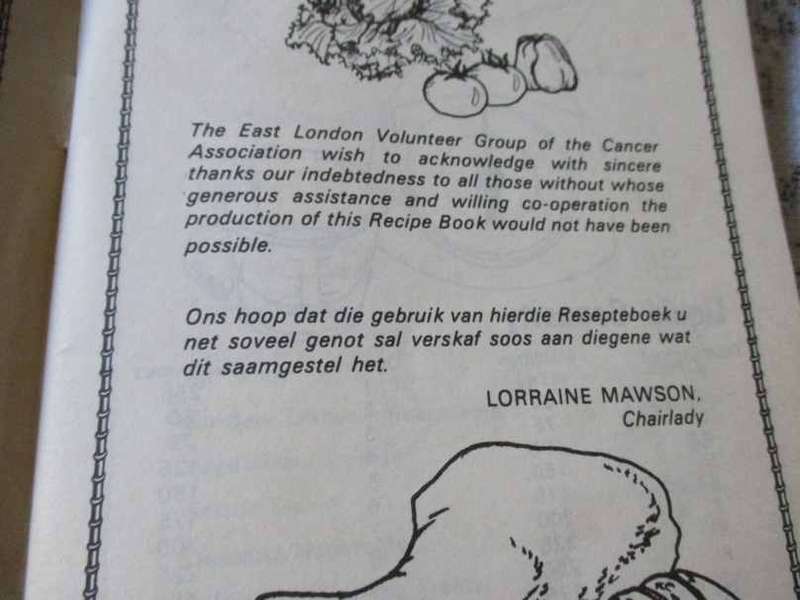 The East London Volunteer Group of the Cancer
Association wish to acknowledge with sincere
thanks our indebtedness to all those without whose
generous assistance and willing co-operation the
production of this Recipe Book would not have been
possible.
Ons hoop dat die gebruik van hierdie Resepteboek u
net soveel genot sal verskaf soos aan diegene wat
dit saamgestel het.
LORRAINE MAWSON,
Chairlady